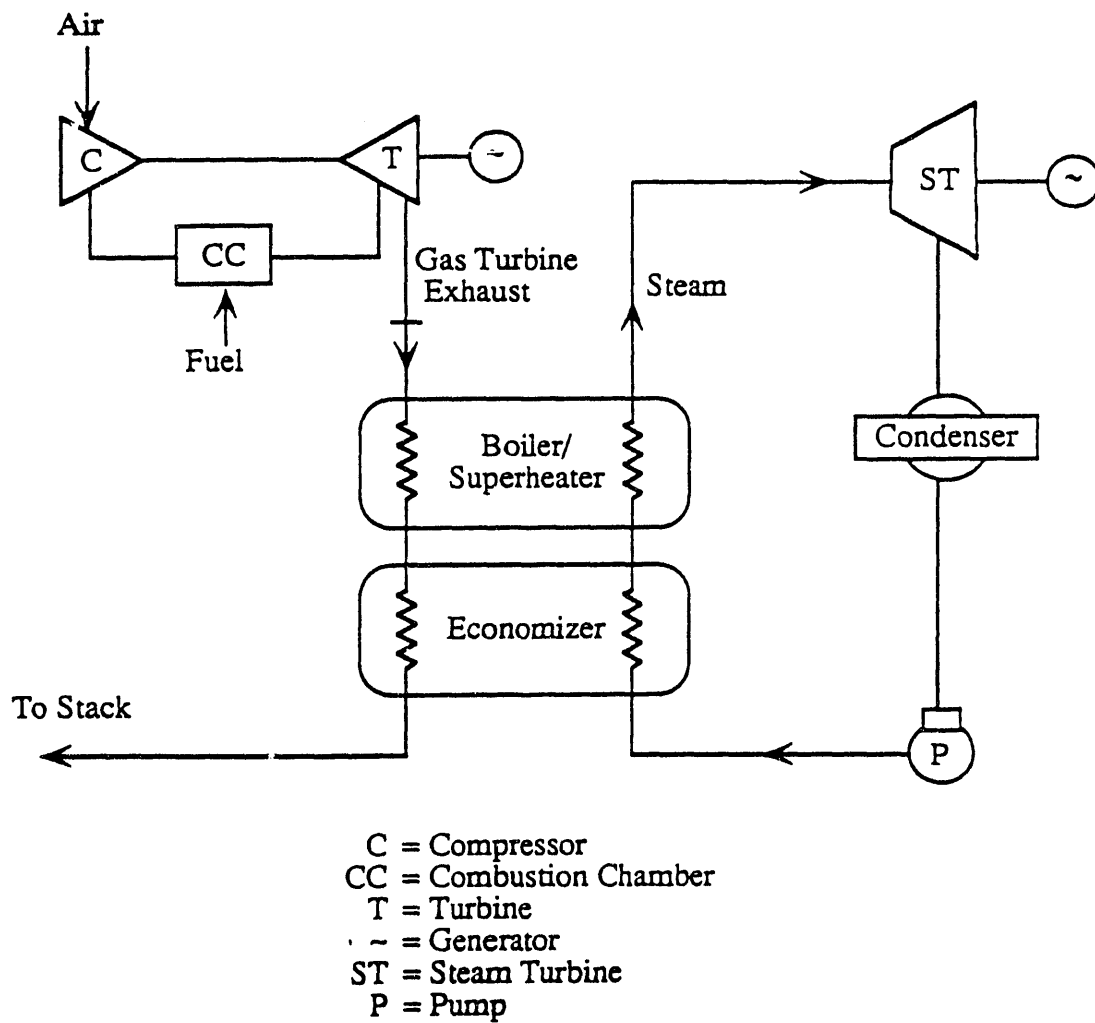 Air
C
T
~
CC
Fuel
Gas Turbine
Exhaust
Steam
ST
~
Condenser
Boiler/
Superheater
Economizer
To Stack
P
C = Compressor
CC = Combustion Chamber
T = Turbine
~ = Generator
ST = Steam Turbine
P = Pump